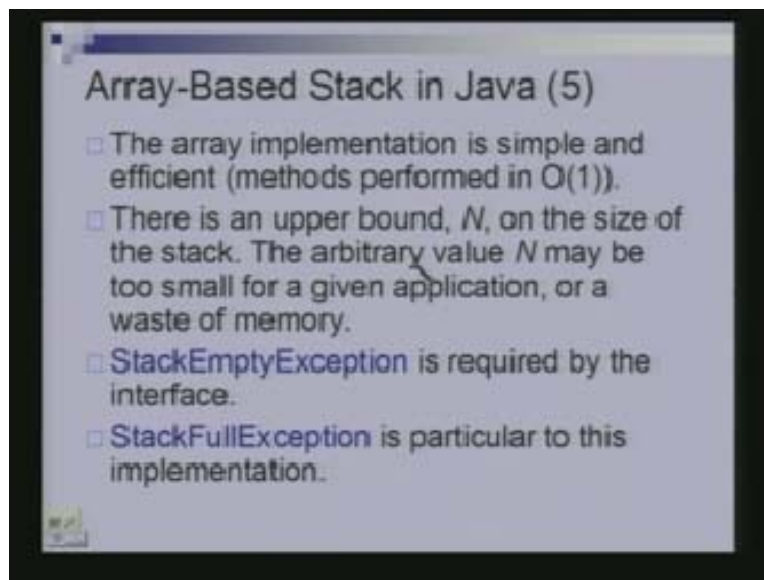 Array-Based Stack in Java (5)
The array implementation is simple and
efficient (methods performed in O(1)).
There is an upper bound, N, on the size of
the stack. The arbitrary value N may be
too small for a given application, or a
waste of memory.
StackEmptyException is required by the
interface.
StackFullException is particular to this
implementation.